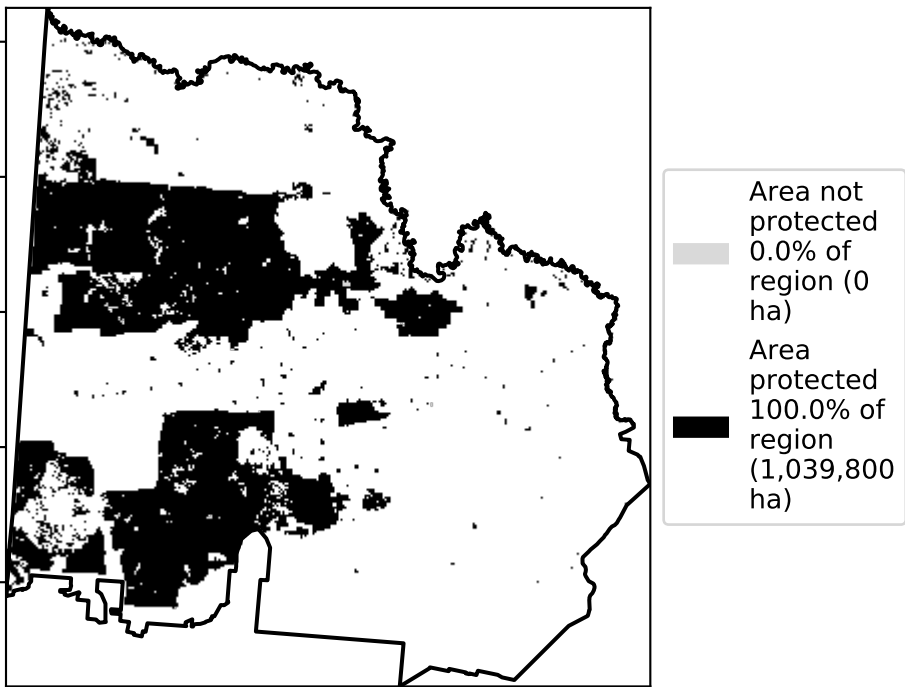 Area not
protected
0.0% of
region (0
ha)
Area
protected
100.0% of
region
(1,039,800
ha)